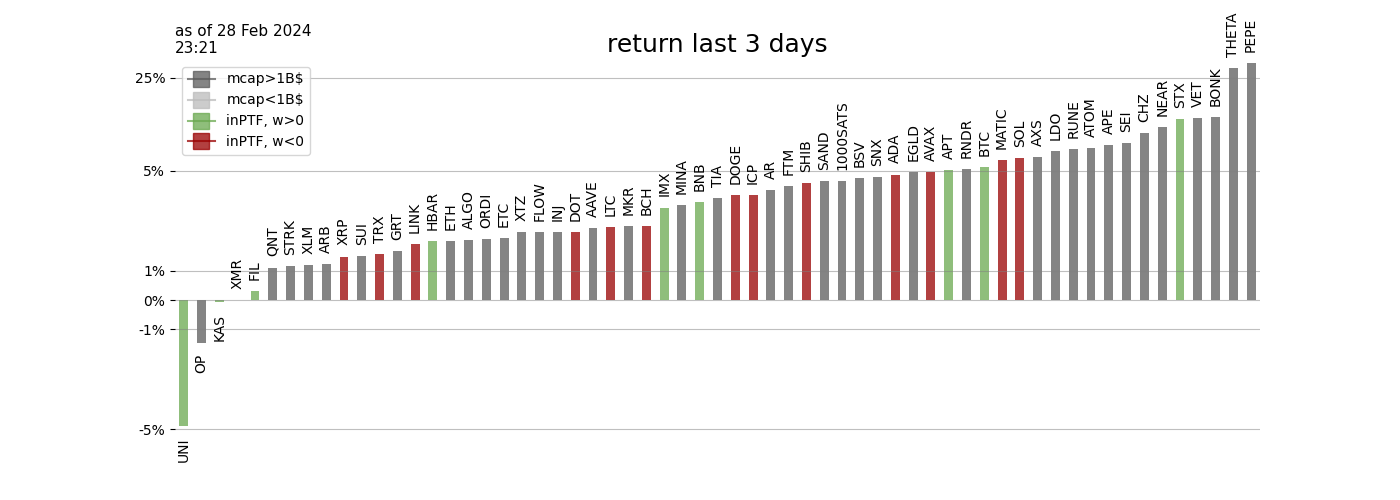 as of 28 Feb 2024
23:21
return last 3 days
mcap>1B$
mcap<1B$
inPTF, w>0
inPTF, w<0
25%
5%
1%
0%
-1%
-5%
UNI
OP
KAS
XMR
FIL
QNT
STRK
XLM
ARB
XRP
SUI
TRX
GRT
LINK
HBAR
ETH
ALGO
ORDI
ETC
XTZ
FLOW
INJ
DOT
AAVE
LTC
MKR
BCH
IMX
MINA
BNB
TIA
DOGE
ICP
AR
FTM
SHIB
SAND
1000SATS
BSV
SNX
ADA
EGLD
AVAX
APT
RNDR
BTC
MATIC
SOL
AXS
LDO
RUNE
ATOM
APE
SEI
CHZ
NEAR
STX
VET
BONK
THETA
PEPE